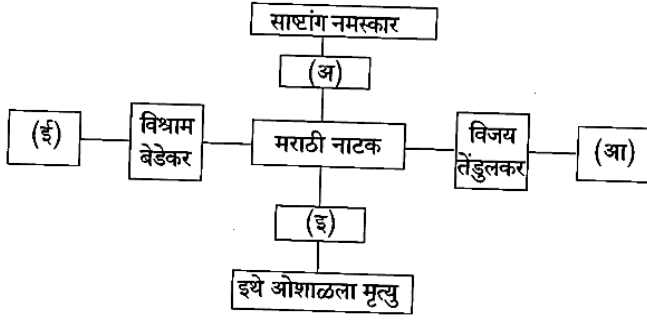 साष्टांग नमस्कार
(अ)
(ई)
विश्राम
बेडेकर
मराठी नाटक
विजय
तेंडुलकर
(आ)
(इ)
इथे ओशाळला मृत्यु